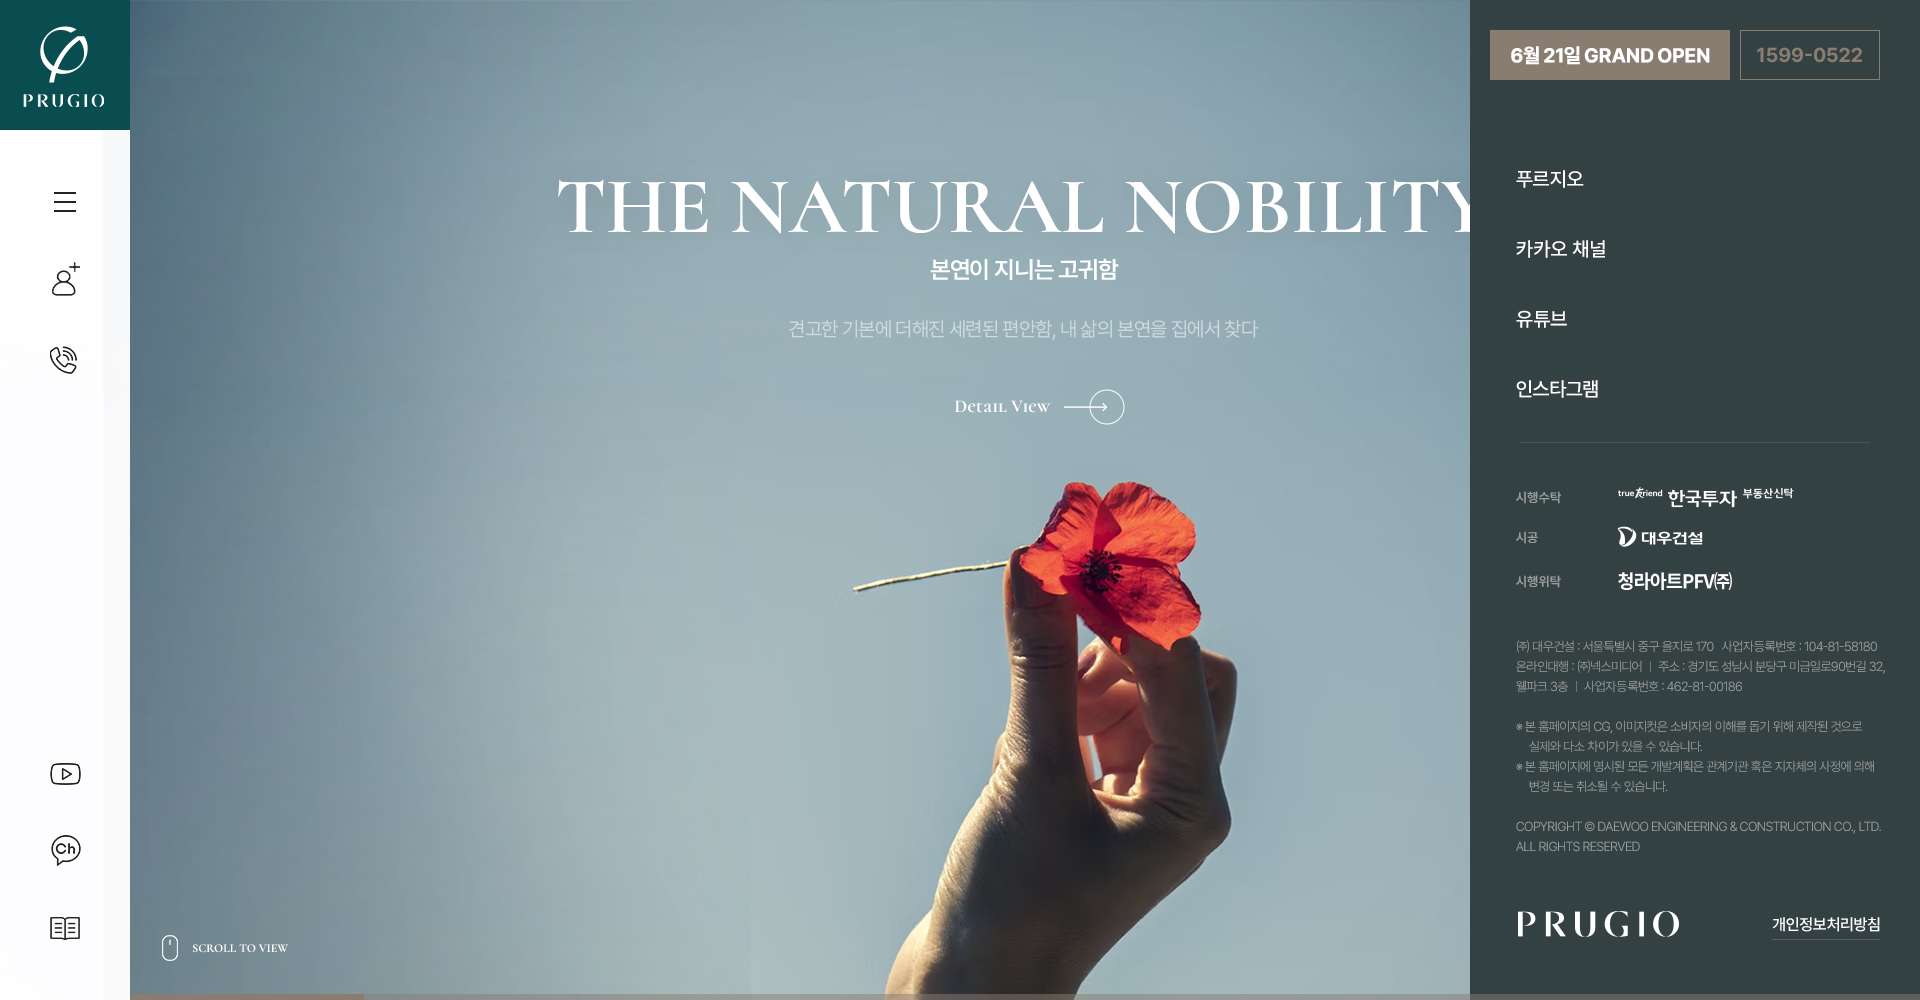 PRUGIO
Ch
THE NATURAL NOBILITY
본연이 지니는 고귀함
견고한 기본에 더해진 세련된 편안함, 내 삶의 본연을 집에서 찾다
Detail View
SCROLL TO VIEW
6월 21일 GRAND OPEN
1599-0522
푸르지오
카카오 채널
유튜브
인스타그램
시행수탁 true Friend 한국투자 부동산신탁
시공 대우건설
시행위탁 청라아트PFV㈜
㈜ 대우건설 : 서울특별시 중구 을지로 170 사업자등록번호 : 104-81-58180
온라인대행 : ㈜넥스미디어 | 주소 : 경기도 성남시 분당구 미금일로90번길 32,
웰파크 3층 | 사업자등록번호 : 462-81-00186
※ 본 홈페이지의 CG, 이미지컷은 소비자의 이해를 돕기 위해 제작된 것으로
실제와 다소 차이가 있을 수 있습니다.
※ 본 홈페이지에 명시된 모든 개발계획은 관계기관 혹은 지자체의 사정에 의해
변경 또는 취소될 수 있습니다.
COPYRIGHT © DAEWOO ENGINEERING & CONSTRUCTION CO., LTD.
ALL RIGHTS RESERVED
PRUGIO
개인정보처리방침